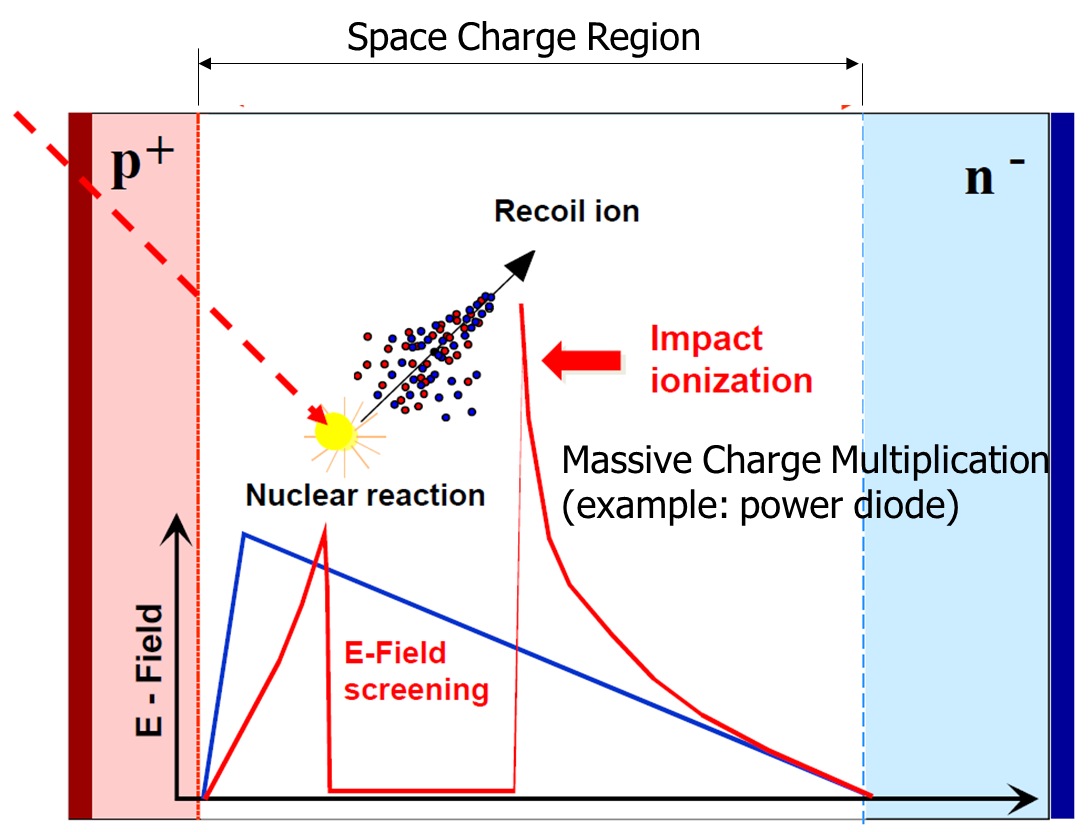 Space Charge Region
p+
n -
Recoil ion
Impact
ionization
Massive Charge Multiplication
(example: power diode)
Nuclear reaction
E-Field
screening
E - Field